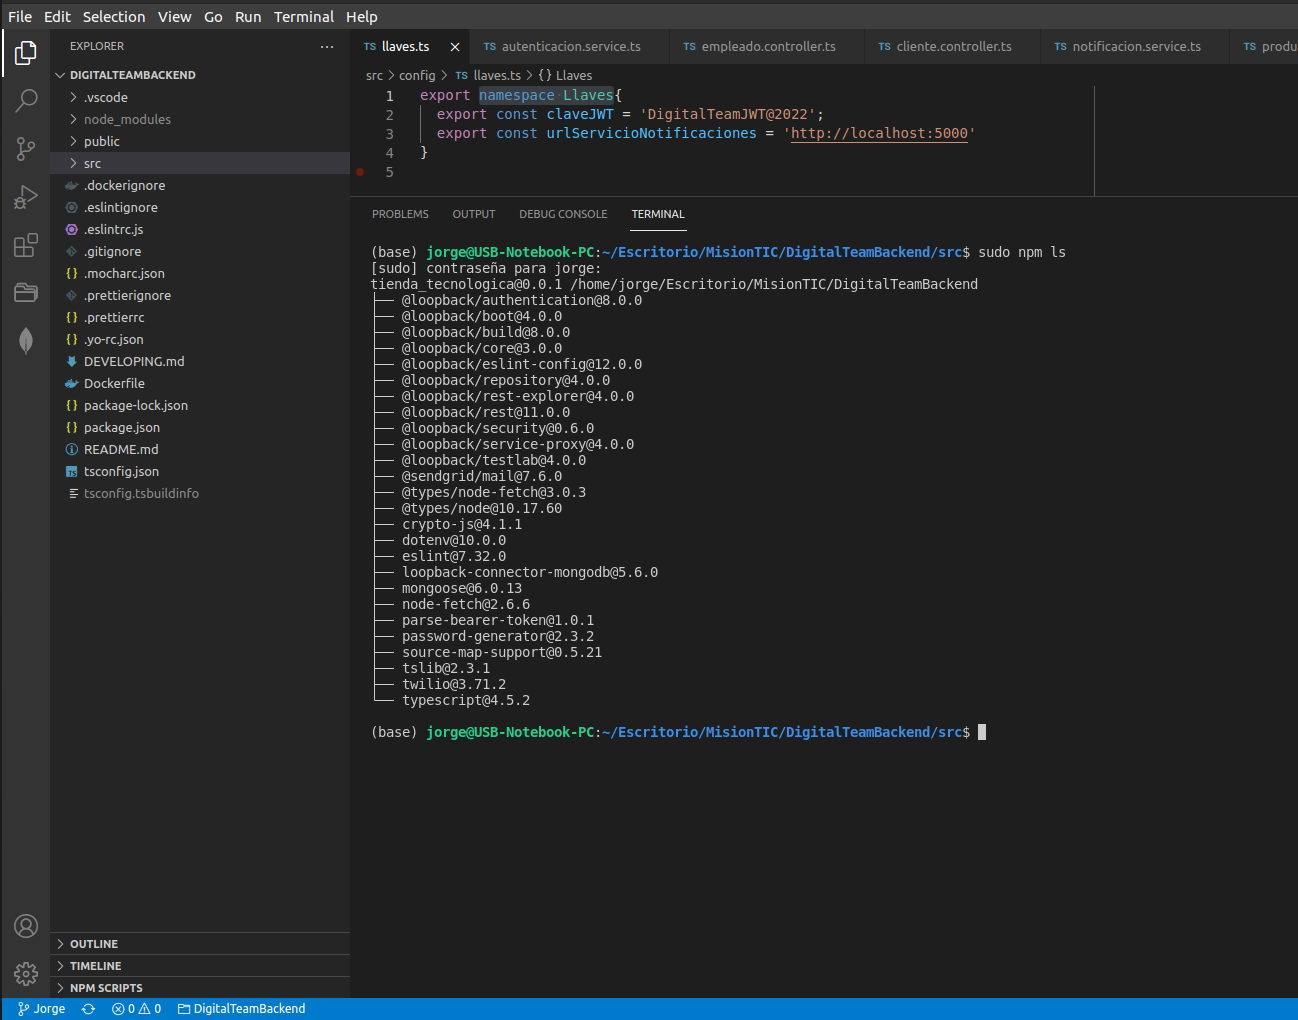 File Edit Selection View Go Run Terminal Help
EXPLORER ···
DIGITALTEAMBACKEND
.vscode
node_modules
public
src
.dockerignore
.eslintignore
.eslintrc.js
.gitignore
{} .mocharc.json
.prettierignore
{} .prettierrc
{} .yo-rc.json
DEVELOPING.md
Dockerfile
{} package-lock.json
{} package.json
README.md
TS tsconfig.json
tsconfig.tsbuildinfo
OUTLINE
TIMELINE
NPM SCRIPTS
TS llaves.ts × TS autenticacion.service.ts TS empleado.controller.ts TS cliente.controller.ts TS notificacion.service.ts TS produ
src > config > TS llaves.ts > {} Llaves
1 export namespace Llaves{
2 export const claveJWT = 'DigitalTeamJWT@2022';
3 export const urlServicioNotificaciones = 'http://localhost:5000'
4 }
5
PROBLEMS OUTPUT DEBUG CONSOLE TERMINAL
(base) jorge@USB-Notebook-PC:~/Escritorio/MisionTIC/DigitalTeamBackend/src$ sudo npm ls
[sudo] contraseña para jorge:
tienda_tecnologica@0.0.1 /home/jorge/Escritorio/MisionTIC/DigitalTeamBackend
├── @loopback/authentication@8.0.0
├── @loopback/boot@4.0.0
├── @loopback/build@8.0.0
├── @loopback/core@3.0.0
├── @loopback/eslint-config@12.0.0
├── @loopback/repository@4.0.0
├── @loopback/rest-explorer@4.0.0
├── @loopback/rest@11.0.0
├── @loopback/security@0.6.0
├── @loopback/service-proxy@4.0.0
├── @loopback/testlab@4.0.0
├── @sendgrid/mail@7.6.0
├── @types/node-fetch@3.0.3
├── @types/node@10.17.60
├── crypto-js@4.1.1
├── dotenv@10.0.0
├── eslint@7.32.0
├── loopback-connector-mongodb@5.6.0
├── mongoose@6.0.13
├── node-fetch@2.6.6
├── parse-bearer-token@1.0.1
├── password-generator@2.3.2
├── source-map-support@0.5.21
├── tslib@2.3.1
├── twilio@3.71.2
└── typescript@4.5.2
(base) jorge@USB-Notebook-PC:~/Escritorio/MisionTIC/DigitalTeamBackend/src$
Jorge 0 0 DigitalTeamBackend